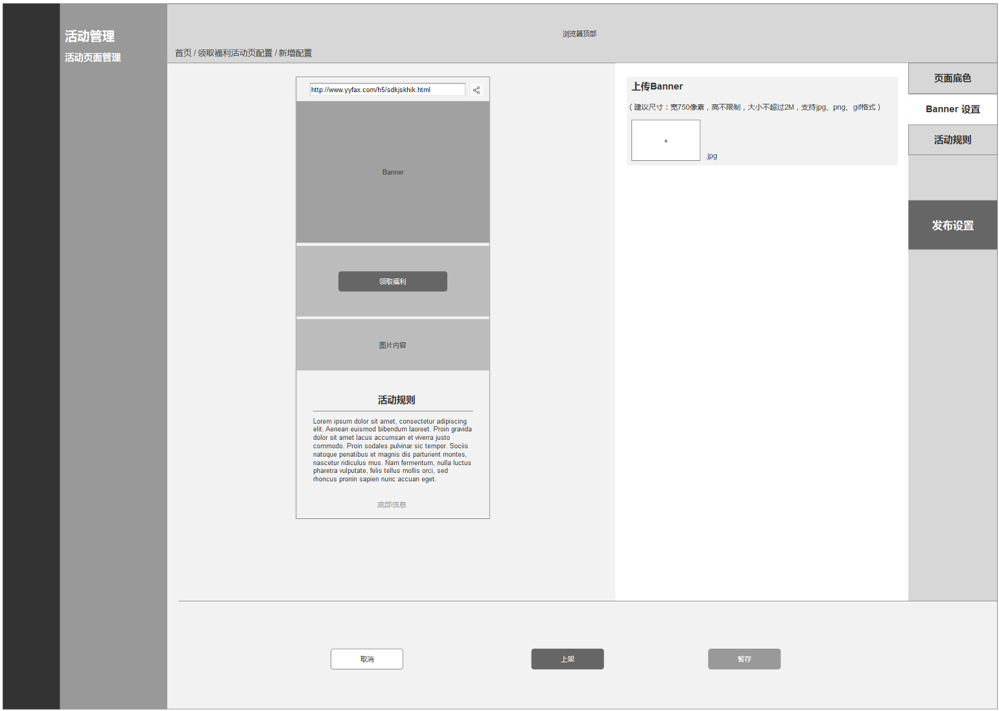 活动管理
活动页面管理
浏览器顶部
首页 / 领取福利活动页配置 / 新增配置
http://www.yyfax.com/h5/sdkjskhik.html
Banner
领取福利
图片内容
活动规则
Lorem ipsum dolor sit amet, consectetur adipiscing
elit. Aenean euismod bibendum laoreet. Proin gravida
dolor sit amet lacus accumsan et viverra justo
commodo. Proin sodales pulvinar sic tempor. Sociis
natoque penatibus et magnis dis parturient montes,
nascetur ridiculus mus. Nam fermentum, nulla luctus
pharetra vulputate, felis tellus mollis orci, sed
rhoncus pronin sapien nunc accuan eget.
底部信息
上传Banner
（建议尺寸：宽750像素，高不限制，大小不超过2M，支持jpg、png、gif格式）
+
.jpg
页面底色
Banner 设置
活动规则
发布设置
取消
上架
暂存